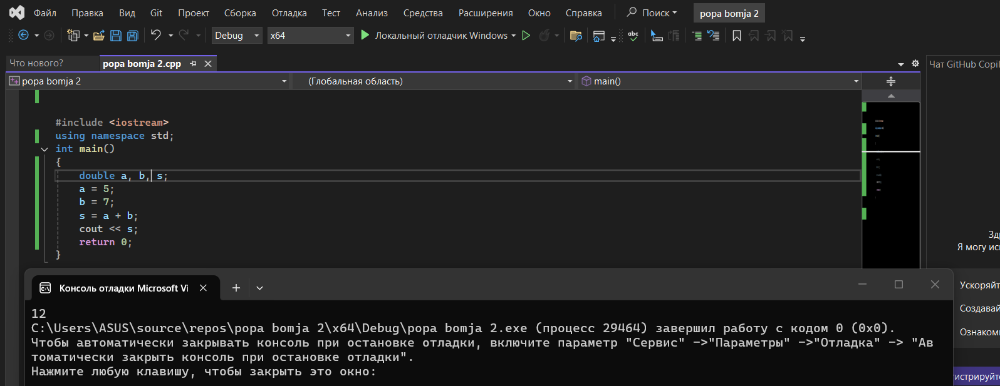 Файл Правка Вид Git Проект Сборка Отладка Тест Анализ Средства Расширения Окно Справка Поиск popa bomja 2
Debug x64 Локальный отладчик Windows abc
Что нового? popa bomja 2.cpp
Чат GitHub Copil
popa bomja 2 (Глобальная область) main()
#include <iostream>
using namespace std;
int main()
{
double a, b, s;
a = 5;
b = 7;
s = a + b;
cout << s;
return 0;
}
Зд
Я могу ис
Ускоряйт
Создавай
Ознаком
истрируйте
C:\ Консоль отладки Microsoft Vi
12
C:\Users\ASUS\source\repos\popa bomja 2\x64\Debug\popa bomja 2.exe (процесс 29464) завершил работу с кодом 0 (0x0).
Чтобы автоматически закрывать консоль при остановке отладки, включите параметр "Сервис" ->"Параметры" ->"Отладка" -> "Ав
томатически закрыть консоль при остановке отладки".
Нажмите любую клавишу, чтобы закрыть это окно: